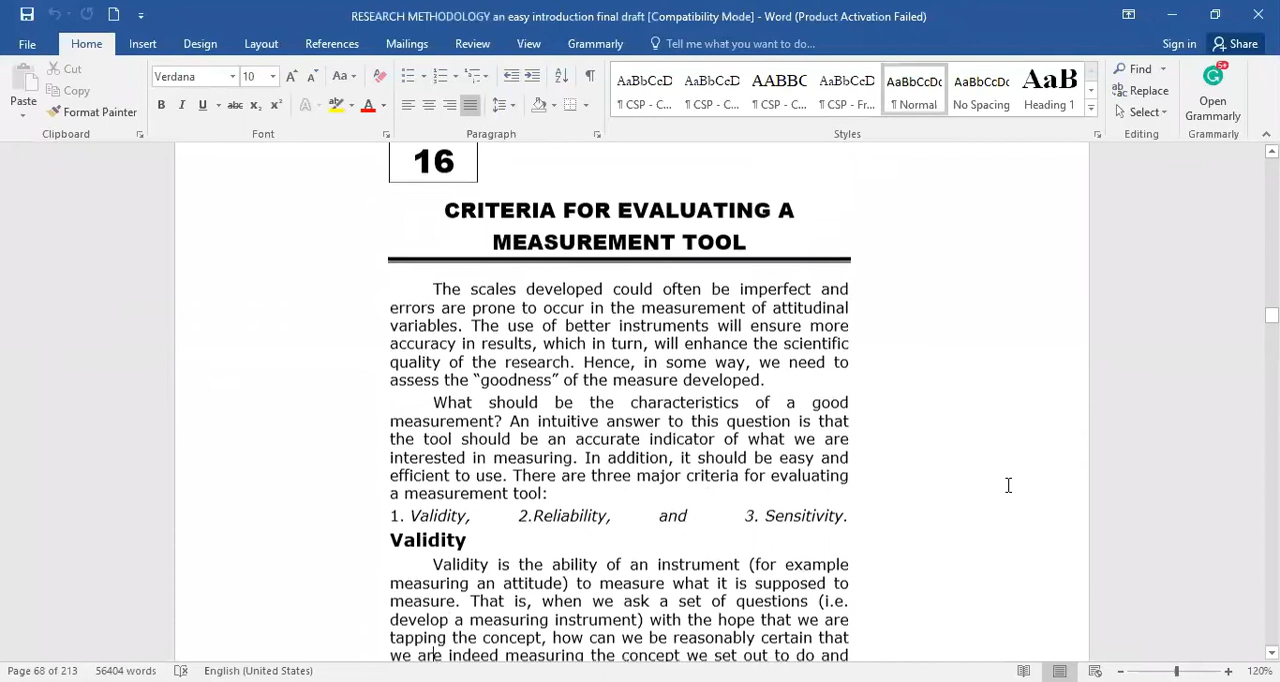 RESEARCH METHODOLOGY an easy introduction final draft [Compatibility Mode] - Word (Product Activation Failed)
File Home Insert Design Layout References Mailings Review View Grammarly Tell me what you want to do... Sign in Share
Paste
Cut
Copy
Format Painter
Clipboard
Verdana 10
Font
Paragraph
AaBbCcD AaBbCcD AABBC AaBbCcD AaBbCcDc AaBbCcDc AaB
¶ CSP - C... ¶ CSP - C... ¶ CSP - C... ¶ CSP - Fr... ¶ Normal No Spacing Heading 1
Styles
Find
Replace
Select
Editing
Open
Grammarly
Grammarly
16
CRITERIA FOR EVALUATING A
MEASUREMENT TOOL
The scales developed could often be imperfect and
errors are prone to occur in the measurement of attitudinal
variables. The use of better instruments will ensure more
accuracy in results, which in turn, will enhance the scientific
quality of the research. Hence, in some way, we need to
assess the “goodness” of the measure developed.
What should be the characteristics of a good
measurement? An intuitive answer to this question is that
the tool should be an accurate indicator of what we are
interested in measuring. In addition, it should be easy and
efficient to use. There are three major criteria for evaluating
a measurement tool:
1. Validity, 2.Reliability, and 3. Sensitivity.
Validity
Validity is the ability of an instrument (for example
measuring an attitude) to measure what it is supposed to
measure. That is, when we ask a set of questions (i.e.
develop a measuring instrument) with the hope that we are
tapping the concept, how can we be reasonably certain that
we are indeed measuring the concept we set out to do and
Page 68 of 213 56404 words English (United States) 120%